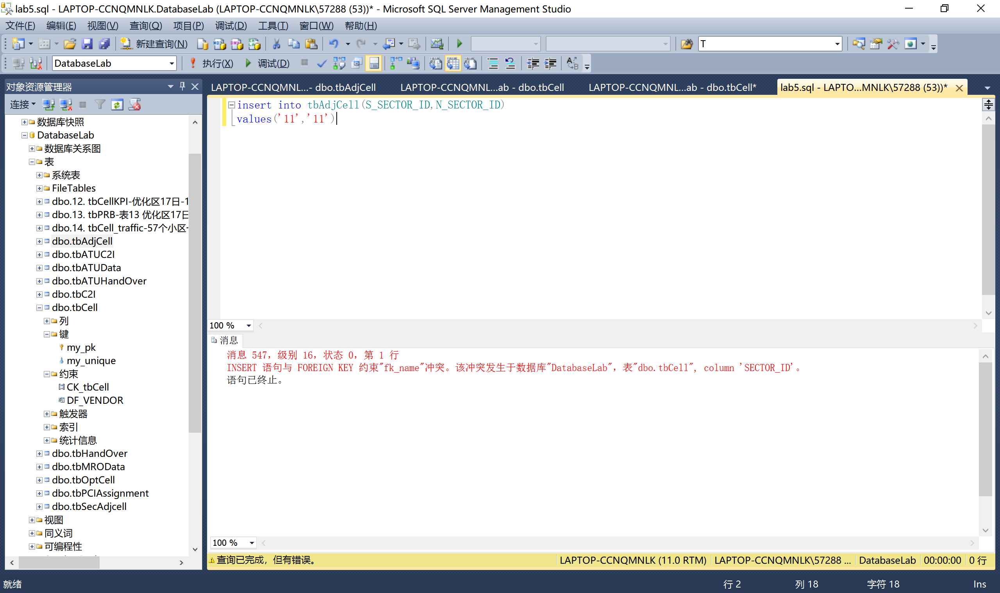 lab5.sql - LAPTOP-CCNQMNLK.DatabaseLab (LAPTOP-CCNQMNLK\57288 (53))* - Microsoft SQL Server Management Studio
文件(F) 编辑(E) 视图(V) 查询(Q) 项目(P) 调试(D) 工具(T) 窗口(W) 帮助(H)
新建查询(N) T
DatabaseLab 执行(X) 调试(D)
对象资源管理器
连接
数据库快照
DatabaseLab
数据库关系图
表
系统表
FileTables
dbo.12. tbCellKPI-优化区17日-1
dbo.13. tbPRB-表13 优化区17日
dbo.14. tbCell_traffic-57个小区-
dbo.tbAdjCell
dbo.tbATUC2I
dbo.tbATUData
dbo.tbATUHandOver
dbo.tbC2I
dbo.tbCell
列
键
my_pk
my_unique
约束
CK_tbCell
DF_VENDOR
触发器
索引
统计信息
dbo.tbHandOver
dbo.tbMROData
dbo.tbOptCell
dbo.tbPCIAssignment
dbo.tbSecAdjcell
视图
同义词
可编程性
LAPTOP-CCNQMNL...- dbo.tbAdjCell LAPTOP-CCNQMNL...ab - dbo.tbCell LAPTOP-CCNQMNL...ab - dbo.tbCell* lab5.sql - LAPTO...MNLK\57288 (53))*
insert into tbAdjCell(S_SECTOR_ID,N_SECTOR_ID)
values('11','11')
100 %
消息
消息 547，级别 16，状态 0，第 1 行
INSERT 语句与 FOREIGN KEY 约束"fk_name"冲突。该冲突发生于数据库"DatabaseLab"，表"dbo.tbCell", column 'SECTOR_ID'。
语句已终止。
100 %
查询已完成，但有错误。 LAPTOP-CCNQMNLK (11.0 RTM) LAPTOP-CCNQMNLK\57288 ... DatabaseLab 00:00:00 0 行
就绪 行 2 列 18 字符 18 Ins